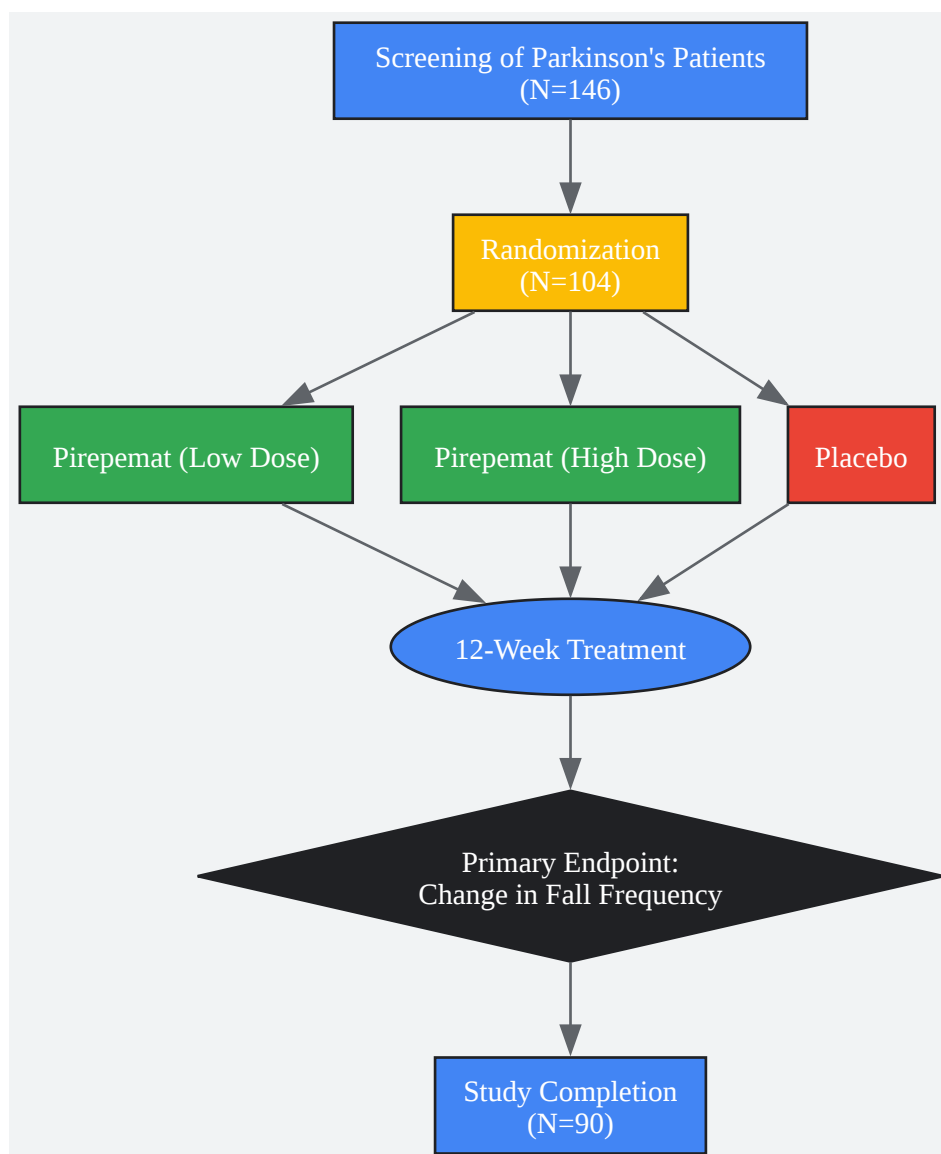 Screening of Parkinson's Patients
(N=146)
Randomization
(N=104)
Pirepemat (Low Dose)
Pirepemat (High Dose)
Placebo
12-Week Treatment
Primary Endpoint:
Change in Fall Frequency
Study Completion
(N=90)